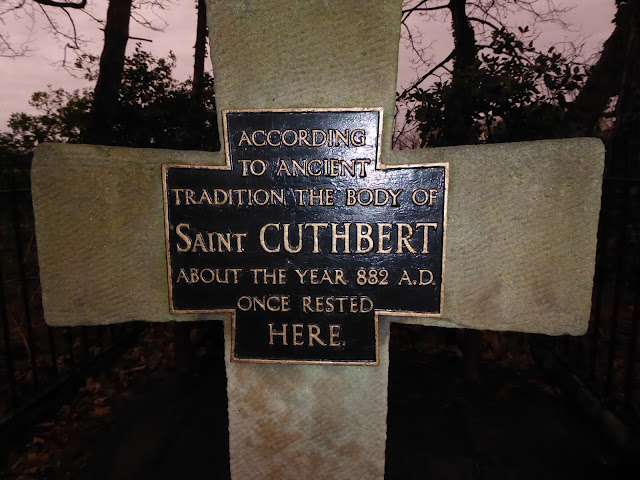 ACCORDING
TO ANCIENT
TRADITION THE BODY OF
SAINT CUTHBERT
ABOUT THE YEAR 882 A.D.
ONCE RESTED
HERE.